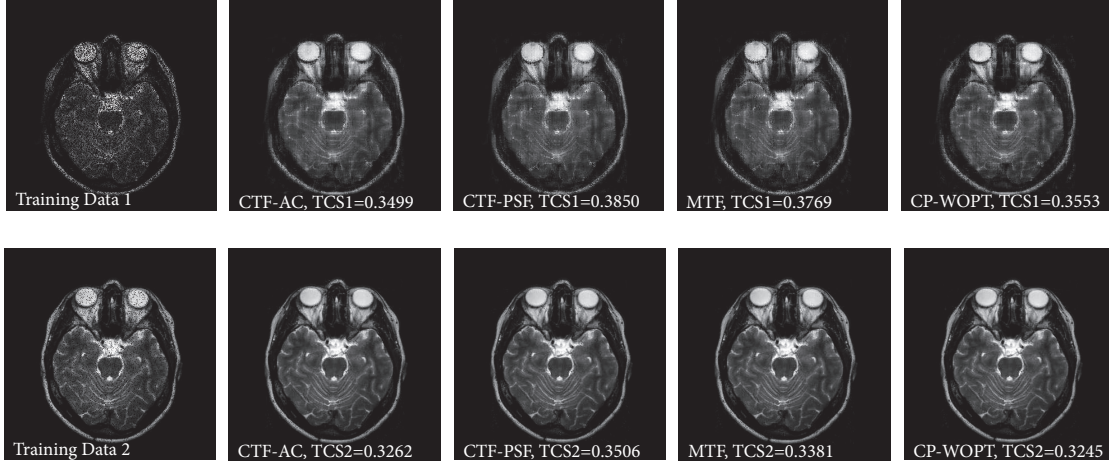 Training Data 1
CTF-AC, TCS1=0.3499
CTF-PSF, TCS1=0.3850
MTF, TCS1=0.3769
CP-WOPT, TCS1=0.3553
Training Data 2
CTF-AC, TCS2=0.3262
CTF-PSF, TCS2=0.3506
MTF, TCS2=0.3381
CP-WOPT, TCS2=0.3245